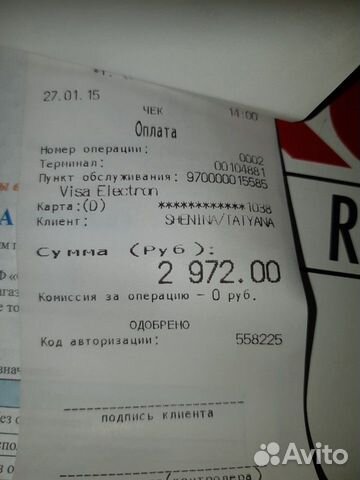 27.01.15 ЧЕК 14:00
Оплата
Номер операции: 0002
Терминал: 00104881
Пункт обслуживания: 970000015585
Visa Electron
Карта:(D) ************1038
Клиент: SHENINA/TATYANA
Сумма (Руб):
2 972.00
Комиссия за операцию – 0 руб.
ОДОБРЕНО
Код авторизации: 558225
подпись клиента
R
Avito